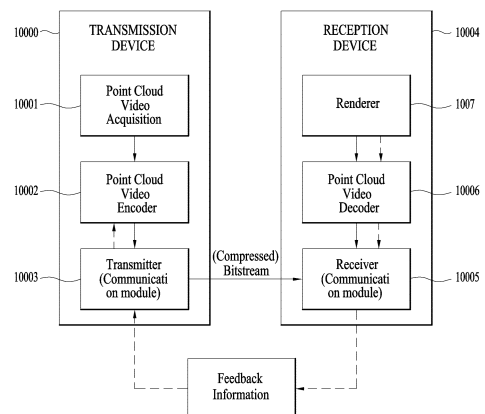 10000
TRANSMISSION
DEVICE
10001
Point Cloud
Video
Acquisition
10002
Point Cloud
Video
Encoder
10003
Transmitter
(Communicati
on module)
(Compressed)
Bitstream
RECEPTION
DEVICE
10004
Renderer
1007
Point Cloud
Video
Decoder
10006
Receiver
(Communicati
on module)
10005
Feedback
Information